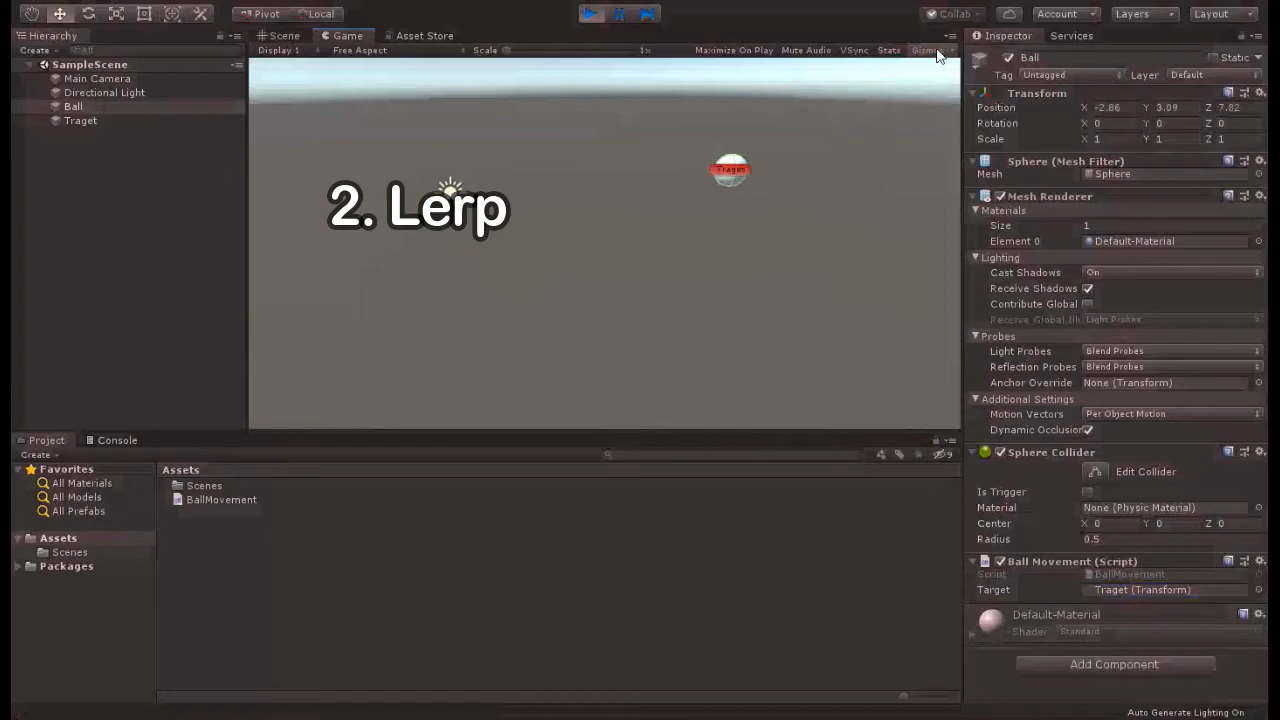 Pivot Local Collab Account Layers Layout
Hierarchy Scene Game Asset Store Inspector Services
Create Display 1 Free Aspect Scale 1x Maximize On Play Mute Audio VSync Stats Gizmos Ball Static
SampleScene
Main Camera Tag Untagged Layer Default
Directional Light Transform
Ball Position X -2.86 Y 3.09 Z 7.82
Traget Rotation X 0 Y 0 Z 0
Scale X 1 Y 1 Z 1
Sphere (Mesh Filter)
Mesh Sphere
Traget
2. Lerp
Mesh Renderer
Materials
Size 1
Element 0 Default-Material
Lighting
Cast Shadows On
Receive Shadows
Contribute Global
Receive Global Illu Light Probes
Probes
Light Probes Blend Probes
Reflection Probes Blend Probes
Anchor Override None (Transform)
Additional Settings
Motion Vectors Per Object Motion
Dynamic Occlusion
Project Console
Create 9
Sphere Collider
Favorites Assets
All Materials Scenes
All Models BallMovement
All Prefabs
Edit Collider
Is Trigger
Material None (Physic Material)
Center X 0 Y 0 Z 0
Radius 0.5
Assets
Scenes
Packages
Ball Movement (Script)
Script BallMovement
Target Traget (Transform)
Default-Material
Shader Standard
Add Component
Auto Generate Lighting On